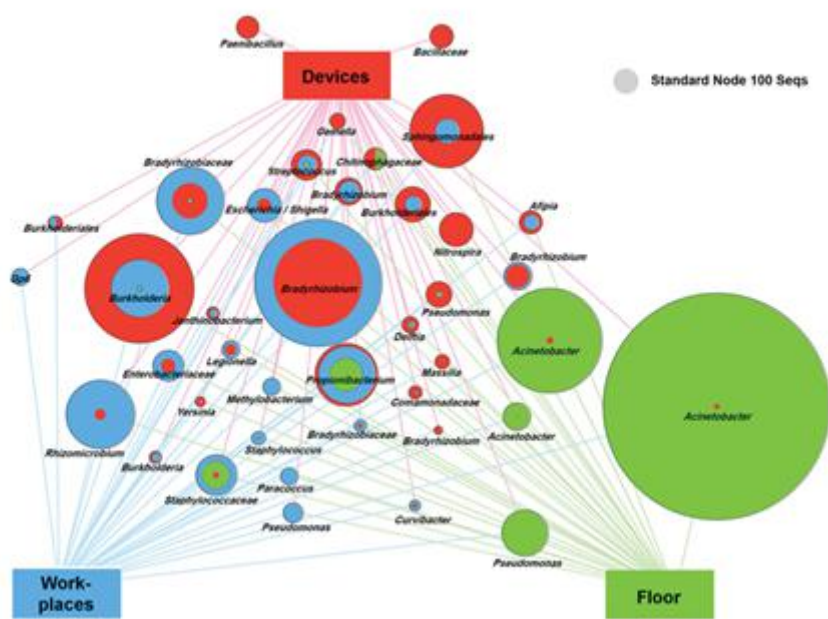 Paenibacillus
Bacillaceae
Devices
Standard Node 100 Seqs
Gemella
Sphingomonadales
Bradyrhizobiaceae
Streptococcus
Chitinophagaceae
Bradyrhizobium
Escherichia / Shigella
Burkholderiales
Afipia
Burkholderiales
Nitrospira
Bradyrhizobium
Gp6
Burkholderia
Bradyrhizobium
Janthinobacterium
Pseudomonas
Delftia
Acinetobacter
Legionella
Enterobacteriaceae
Propionibacterium
Massilia
Methylobacterium
Comamonadaceae
Yersinia
Acinetobacter
Rhizomicrobium
Bradyrhizobiaceae
Bradyrhizobium
Acinetobacter
Staphylococcus
Burkholderia
Staphylococcaceae
Paracoccus
Pseudomonas
Curvibacter
Pseudomonas
Work-
places
Floor